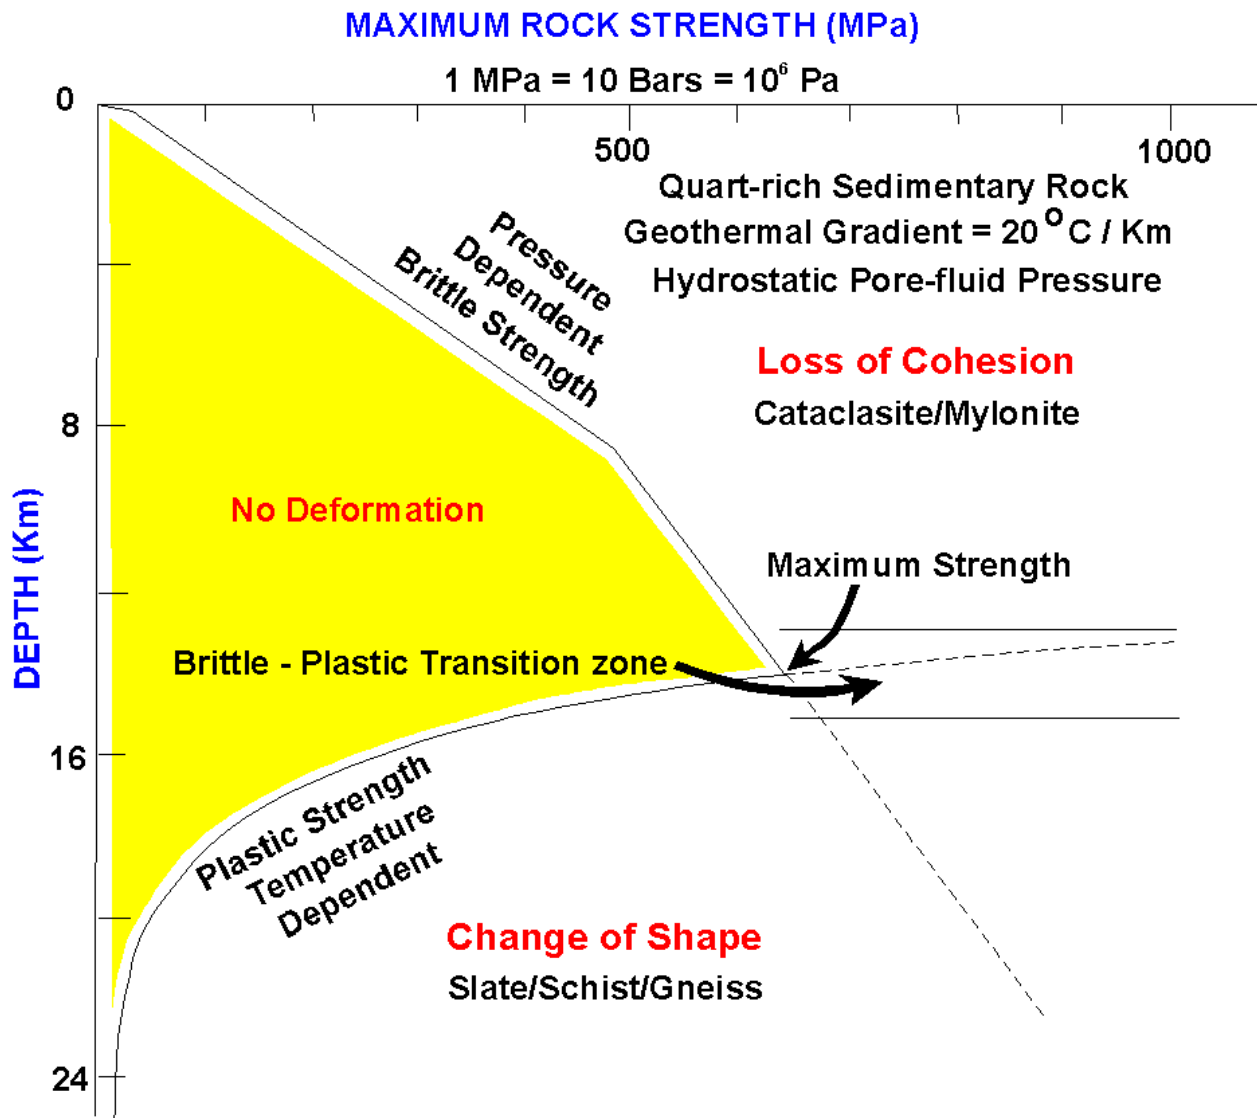 MAXIMUM ROCK STRENGTH (MPa)
1 MPa = 10 Bars = 10⁶ Pa
0
500
1000
Quart-rich Sedimentary Rock
Geothermal Gradient = 20°C / Km
Hydrostatic Pore-fluid Pressure
Pressure
Dependent
Brittle Strength
Loss of Cohesion
Cataclasite/Mylonite
8
No Deformation
DEPTH (Km)
Maximum Strength
Brittle - Plastic Transition zone
16
Plastic Strength
Temperature
Dependent
Change of Shape
Slate/Schist/Gneiss
24